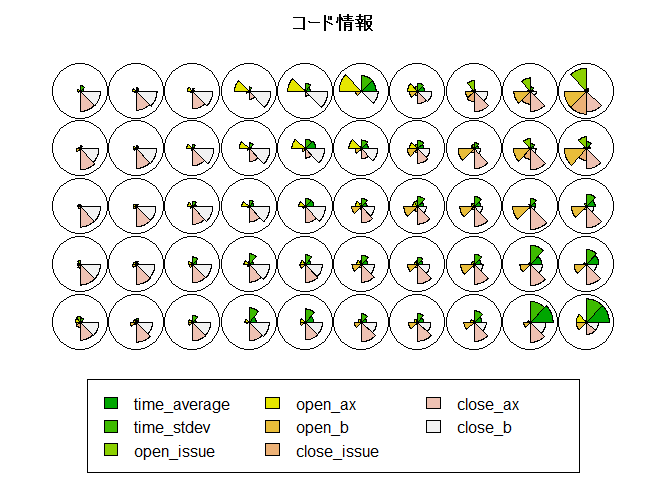 コード情報
time_average open_ax close_ax
time_stdev open_b close_b
open_issue close_issue